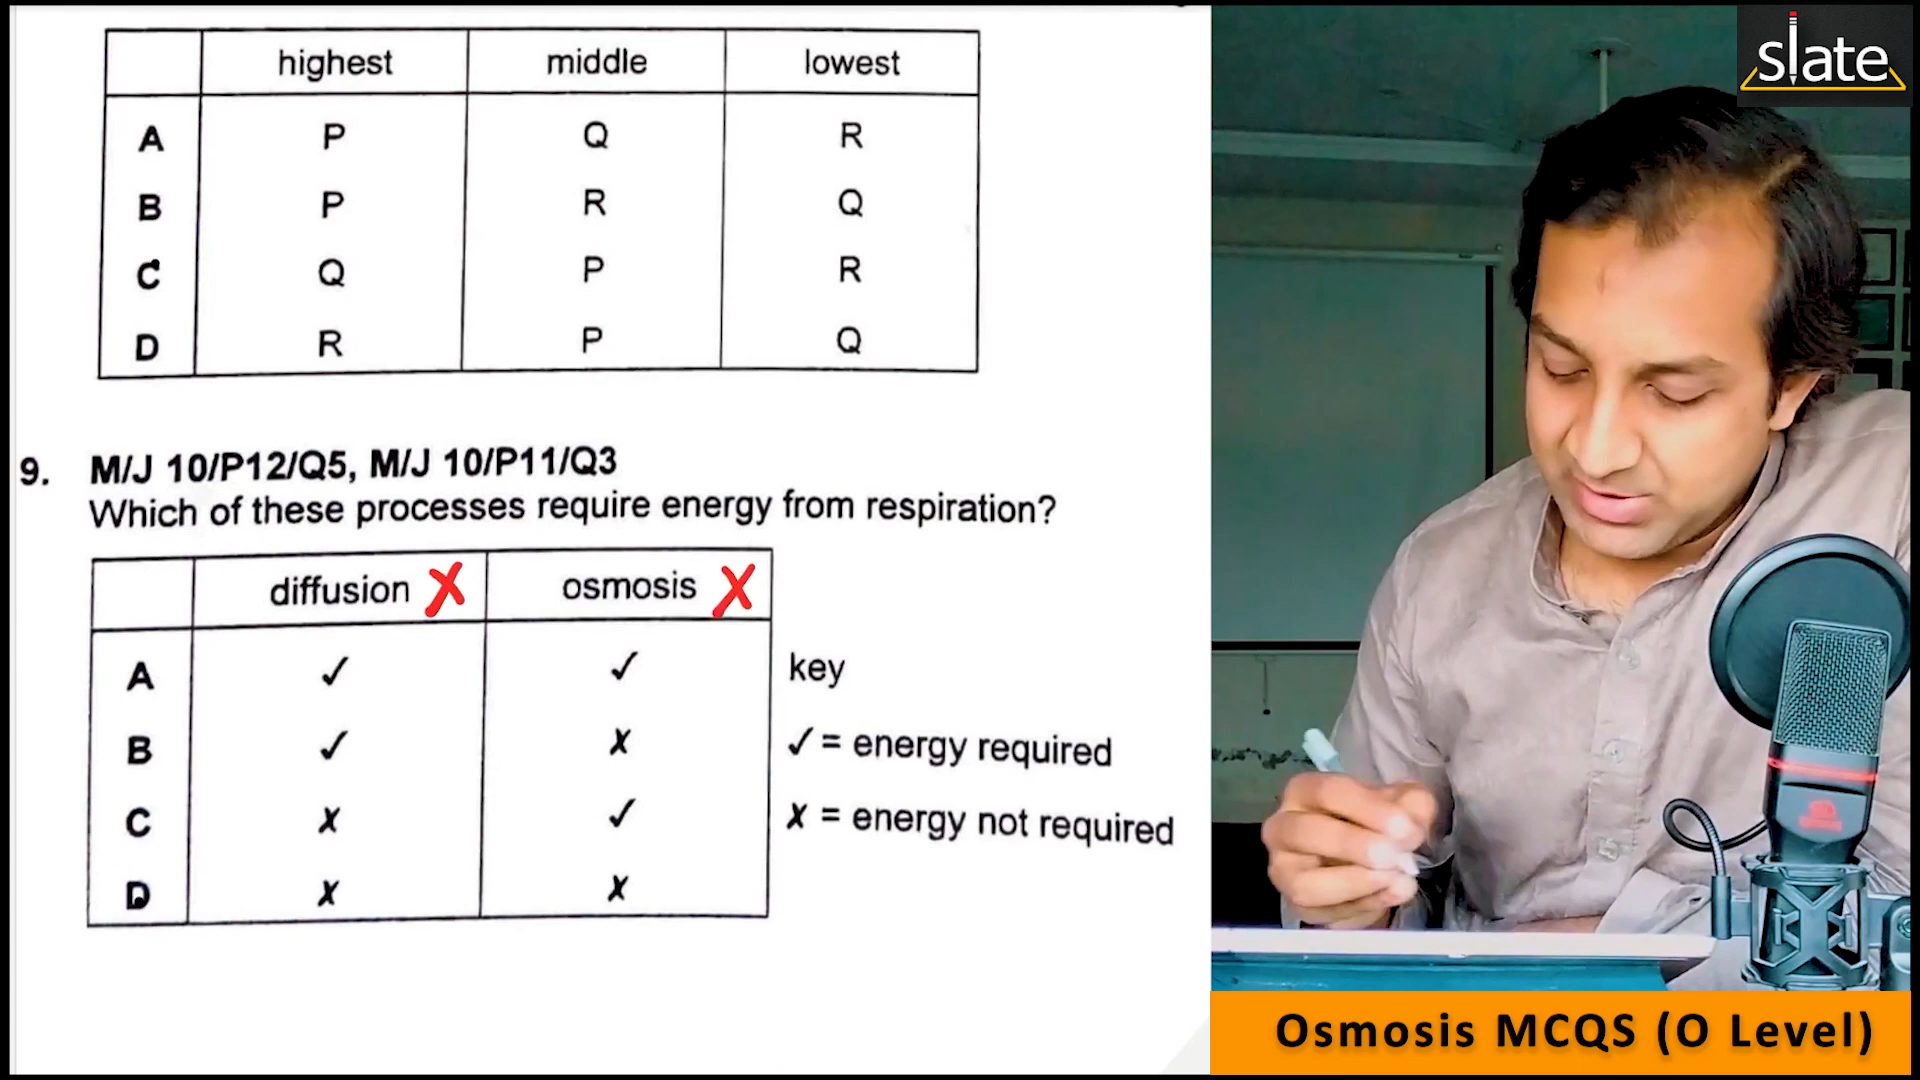 slate
highest middle lowest
A P Q R
B P R Q
C Q P R
D R P Q
9. M/J 10/P12/Q5, M/J 10/P11/Q3
Which of these processes require energy from respiration?
diffusion X osmosis X
A ✓ ✓ key
B ✓ X ✓ = energy required
C X ✓ X = energy not required
D X X
Osmosis MCQS (O Level)